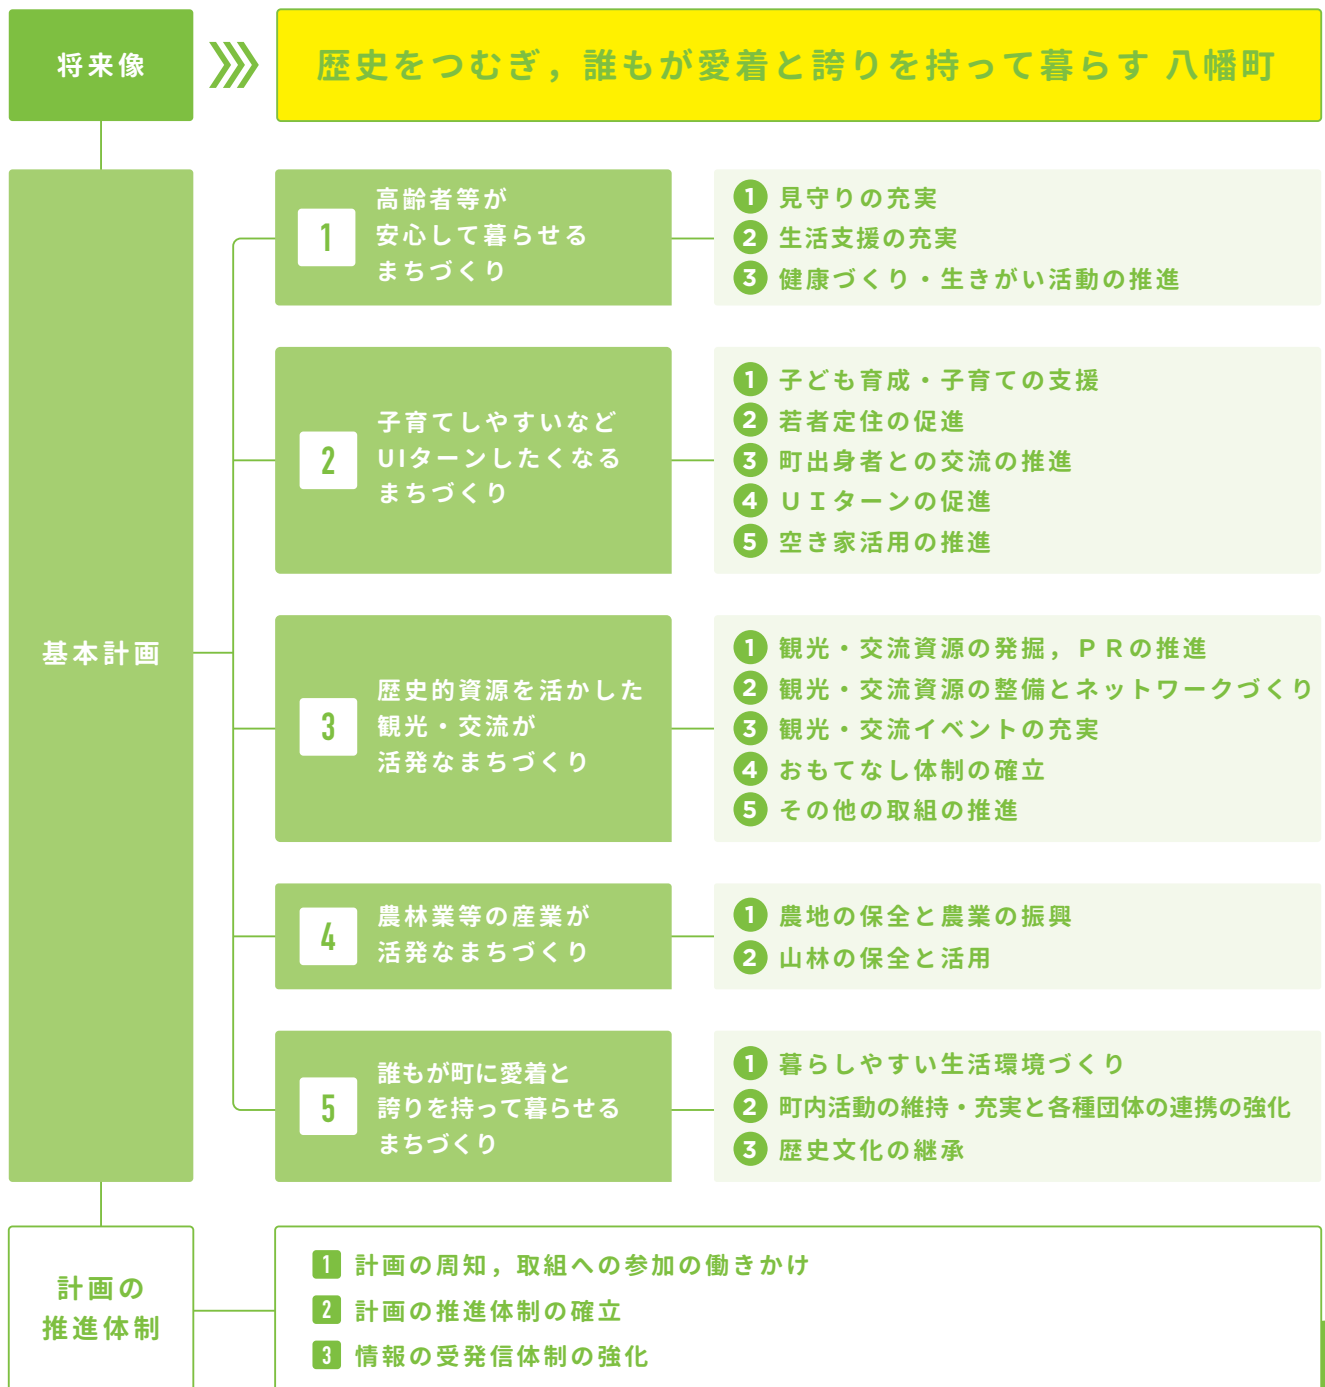 将来像
歴史をつむぎ，誰もが愛着と誇りを持って暮らす 八幡町
基本計画
1
高齢者等が
安心して暮らせる
まちづくり
1 見守りの充実
2 生活支援の充実
3 健康づくり・生きがい活動の推進
2
子育てしやすいなど
UIターンしたくなる
まちづくり
1 子ども育成・子育ての支援
2 若者定住の促進
3 町出身者との交流の推進
4 ＵＩターンの促進
5 空き家活用の推進
3
歴史的資源を活かした
観光・交流が
活発なまちづくり
1 観光・交流資源の発掘，ＰＲの推進
2 観光・交流資源の整備とネットワークづくり
3 観光・交流イベントの充実
4 おもてなし体制の確立
5 その他の取組の推進
4
農林業等の産業が
活発なまちづくり
1 農地の保全と農業の振興
2 山林の保全と活用
5
誰もが町に愛着と
誇りを持って暮らせる
まちづくり
1 暮らしやすい生活環境づくり
2 町内活動の維持・充実と各種団体の連携の強化
3 歴史文化の継承
計画の
推進体制
1 計画の周知，取組への参加の働きかけ
2 計画の推進体制の確立
3 情報の受発信体制の強化